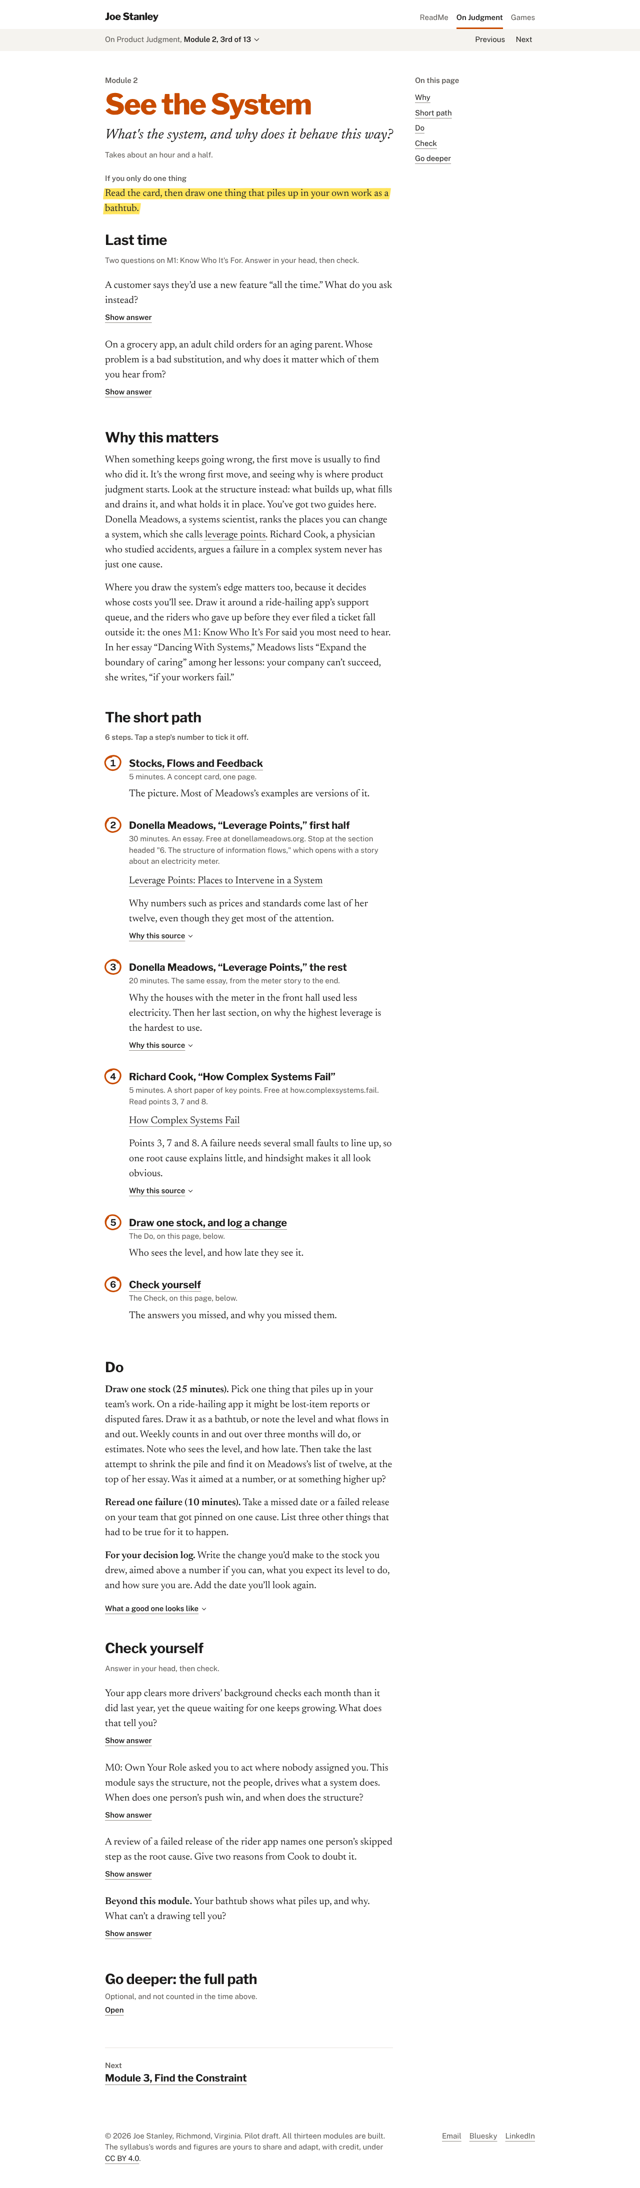 Joe Stanley
ReadMe On Judgment Games
On Product Judgment, Module 2, 3rd of 13
Previous Next
Module 2
See the System
What's the system, and why does it behave this way?
Takes about an hour and a half.
If you only do one thing
Read the card, then draw one thing that piles up in your own work as a
bathtub.
On this page
Why
Short path
Do
Check
Go deeper
Last time
Two questions on M1: Know Who It's For. Answer in your head, then check.
A customer says they'd use a new feature “all the time.” What do you ask
instead?
Show answer
On a grocery app, an adult child orders for an aging parent. Whose
problem is a bad substitution, and why does it matter which of them
you hear from?
Show answer
Why this matters
When something keeps going wrong, the first move is usually to find
who did it. It's the wrong first move, and seeing why is where product
judgment starts. Look at the structure instead: what builds up, what fills
and drains it, and what holds it in place. You've got two guides here.
Donella Meadows, a systems scientist, ranks the places you can change
a system, which she calls leverage points. Richard Cook, a physician
who studied accidents, argues a failure in a complex system never has
just one cause.
Where you draw the system's edge matters too, because it decides
whose costs you'll see. Draw it around a ride-hailing app's support
queue, and the riders who gave up before they ever filed a ticket fall
outside it: the ones M1: Know Who It's For said you most need to hear.
In her essay “Dancing With Systems,” Meadows lists “Expand the
boundary of caring” among her lessons: your company can't succeed,
she writes, “if your workers fail.”
The short path
6 steps. Tap a step's number to tick it off.
1 Stocks, Flows and Feedback
5 minutes. A concept card, one page.
The picture. Most of Meadows's examples are versions of it.
2 Donella Meadows, “Leverage Points,” first half
30 minutes. An essay. Free at donellameadows.org. Stop at the section
headed "6. The structure of information flows," which opens with a story
about an electricity meter.
Leverage Points: Places to Intervene in a System
Why numbers such as prices and standards come last of her
twelve, even though they get most of the attention.
Why this source
3 Donella Meadows, “Leverage Points,” the rest
20 minutes. The same essay, from the meter story to the end.
Why the houses with the meter in the front hall used less
electricity. Then her last section, on why the highest leverage is
the hardest to use.
Why this source
4 Richard Cook, “How Complex Systems Fail”
5 minutes. A short paper of key points. Free at how.complexsystems.fail.
Read points 3, 7 and 8.
How Complex Systems Fail
Points 3, 7 and 8. A failure needs several small faults to line up, so
one root cause explains little, and hindsight makes it all look
obvious.
Why this source
5 Draw one stock, and log a change
The Do, on this page, below.
Who sees the level, and how late they see it.
6 Check yourself
The Check, on this page, below.
The answers you missed, and why you missed them.
Do
Draw one stock (25 minutes). Pick one thing that piles up in your
team's work. On a ride-hailing app it might be lost-item reports or
disputed fares. Draw it as a bathtub, or note the level and what flows in
and out. Weekly counts in and out over three months will do, or
estimates. Note who sees the level, and how late. Then take the last
attempt to shrink the pile and find it on Meadows's list of twelve, at the
top of her essay. Was it aimed at a number, or at something higher up?
Reread one failure (10 minutes). Take a missed date or a failed release
on your team that got pinned on one cause. List three other things that
had to be true for it to happen.
For your decision log. Write the change you'd make to the stock you
drew, aimed above a number if you can, what you expect its level to do,
and how sure you are. Add the date you'll look again.
What a good one looks like
Check yourself
Answer in your head, then check.
Your app clears more drivers' background checks each month than it
did last year, yet the queue waiting for one keeps growing. What does
that tell you?
Show answer
M0: Own Your Role asked you to act where nobody assigned you. This
module says the structure, not the people, drives what a system does.
When does one person's push win, and when does the structure?
Show answer
A review of a failed release of the rider app names one person's skipped
step as the root cause. Give two reasons from Cook to doubt it.
Show answer
Beyond this module. Your bathtub shows what piles up, and why.
What can't a drawing tell you?
Show answer
Go deeper: the full path
Optional, and not counted in the time above.
Open
Next
Module 3, Find the Constraint
© 2026 Joe Stanley, Richmond, Virginia. Pilot draft. All thirteen modules are built.
The syllabus's words and figures are yours to share and adapt, with credit, under
CC BY 4.0.
Email Bluesky LinkedIn